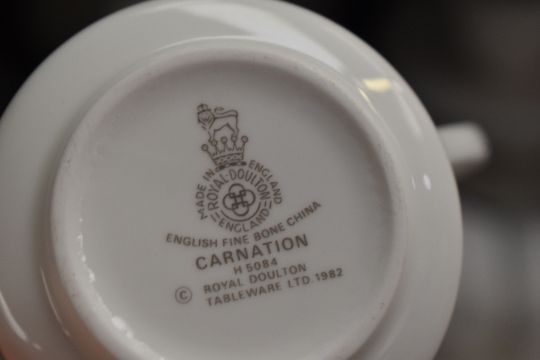 MADE IN ENGLAND
ROYAL·DOULTON
ENGLAND
ENGLISH FINE BONE CHINA
CARNATION
H 5084
© ROYAL DOULTON
TABLEWARE LTD.1982